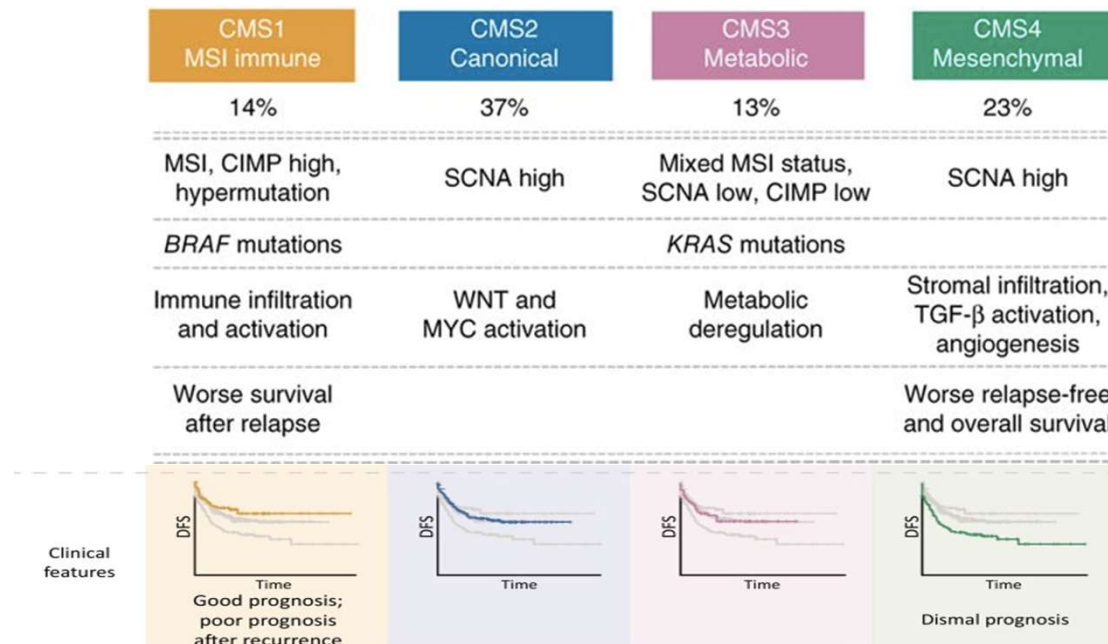 CMS1
MSI immune
CMS2
Canonical
CMS3
Metabolic
CMS4
Mesenchymal
14%
37%
13%
23%
MSI, CIMP high,
hypermutation
SCNA high
Mixed MSI status,
SCNA low, CIMP low
SCNA high
BRAF mutations
KRAS mutations
Immune infiltration
and activation
WNT and
MYC activation
Metabolic
deregulation
Stromal infiltration,
TGF-β activation,
angiogenesis
Worse survival
after relapse
Worse relapse-free
and overall survival
Clinical
features
DFS
Time
Good prognosis;
poor prognosis
after recurrence
DFS
Time
DFS
Time
DFS
Time
Dismal prognosis